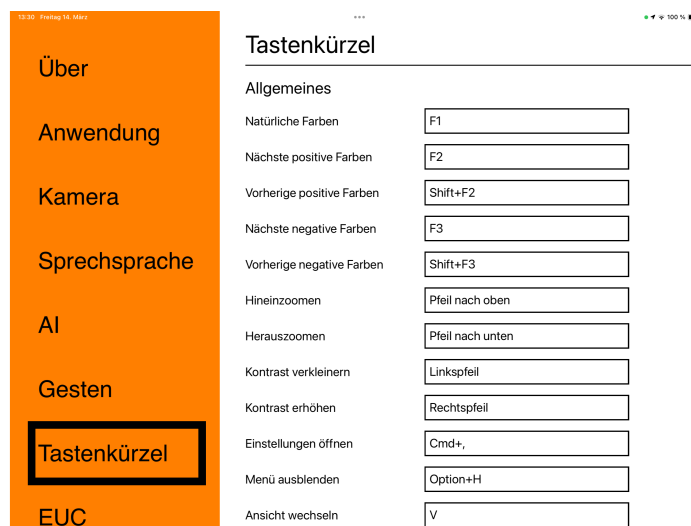 13:30 Freitag 14. März
100 %
Über
Anwendung
Kamera
Sprechsprache
AI
Gesten
Tastenkürzel
EUC
Tastenkürzel
Allgemeines
Natürliche Farben F1
Nächste positive Farben F2
Vorherige positive Farben Shift+F2
Nächste negative Farben F3
Vorherige negative Farben Shift+F3
Hineinzoomen Pfeil nach oben
Herauszoomen Pfeil nach unten
Kontrast verkleinern Linkspfeil
Kontrast erhöhen Rechtspfeil
Einstellungen öffnen Cmd+,
Menü ausblenden Option+H
Ansicht wechseln V